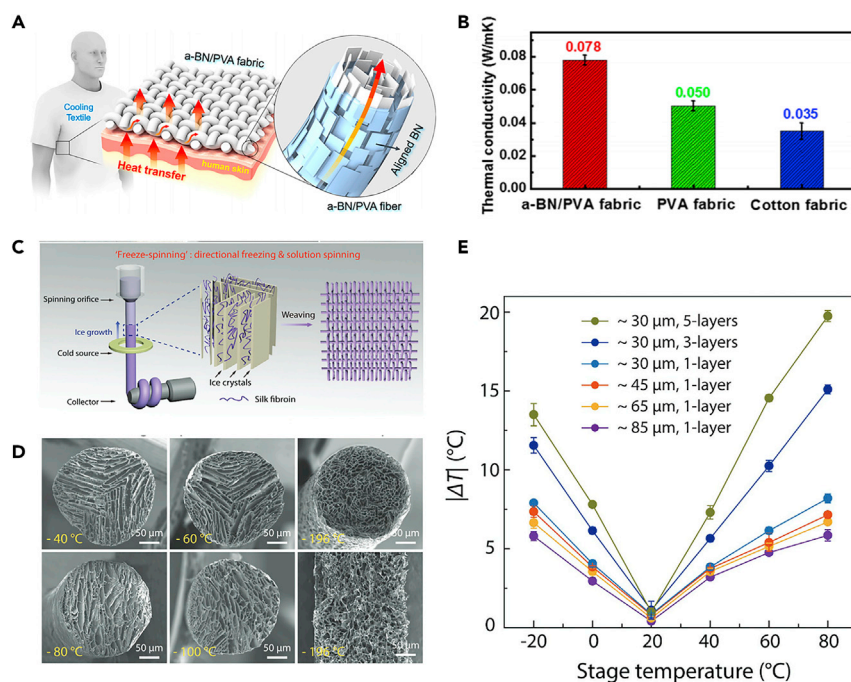 A
a-BN/PVA fabric
Cooling
Textile
Heat transfer
human skin
Aligned BN
a-BN/PVA fiber
B
Thermal conductivity (W/mK)
0.08
0.06
0.04
0.02
0.00
0.078
0.050
0.035
a-BN/PVA fabric
PVA fabric
Cotton fabric
C
'Freeze-spinning' : directional freezing & solution spinning
Spinning orifice
Ice growth
Cold source
Collector
Ice crystals
Silk fibroin
Weaving
D
- 40 °C
50 µm
- 60 °C
50 µm
- 196 °C
50 µm
- 80 °C
50 µm
- 100 °C
50 µm
- 196 °C
50 µm
E
|ΔT| (°C)
20
15
10
5
0
~ 30 µm, 5-layers
~ 30 µm, 3-layers
~ 30 µm, 1-layer
~ 45 µm, 1-layer
~ 65 µm, 1-layer
~ 85 µm, 1-layer
-20
0
20
40
60
80
Stage temperature (°C)